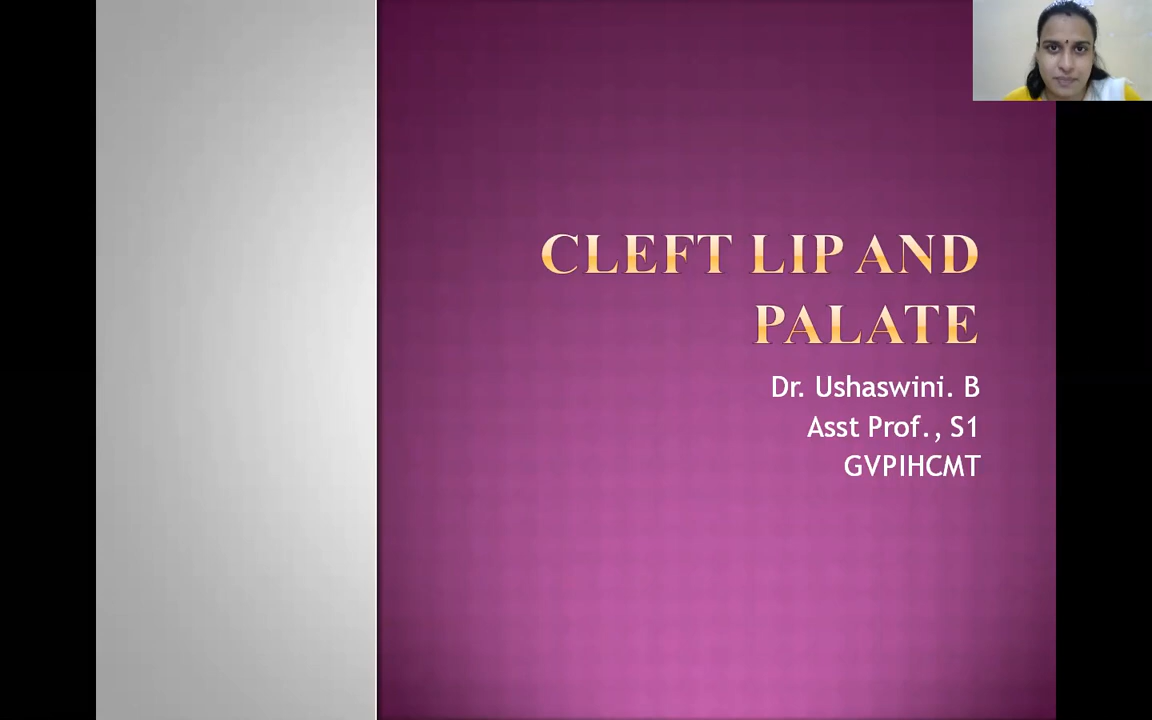 CLEFT LIP AND
PALATE
Dr. Ushaswini. B
Asst Prof., S1
GVPIHCMT